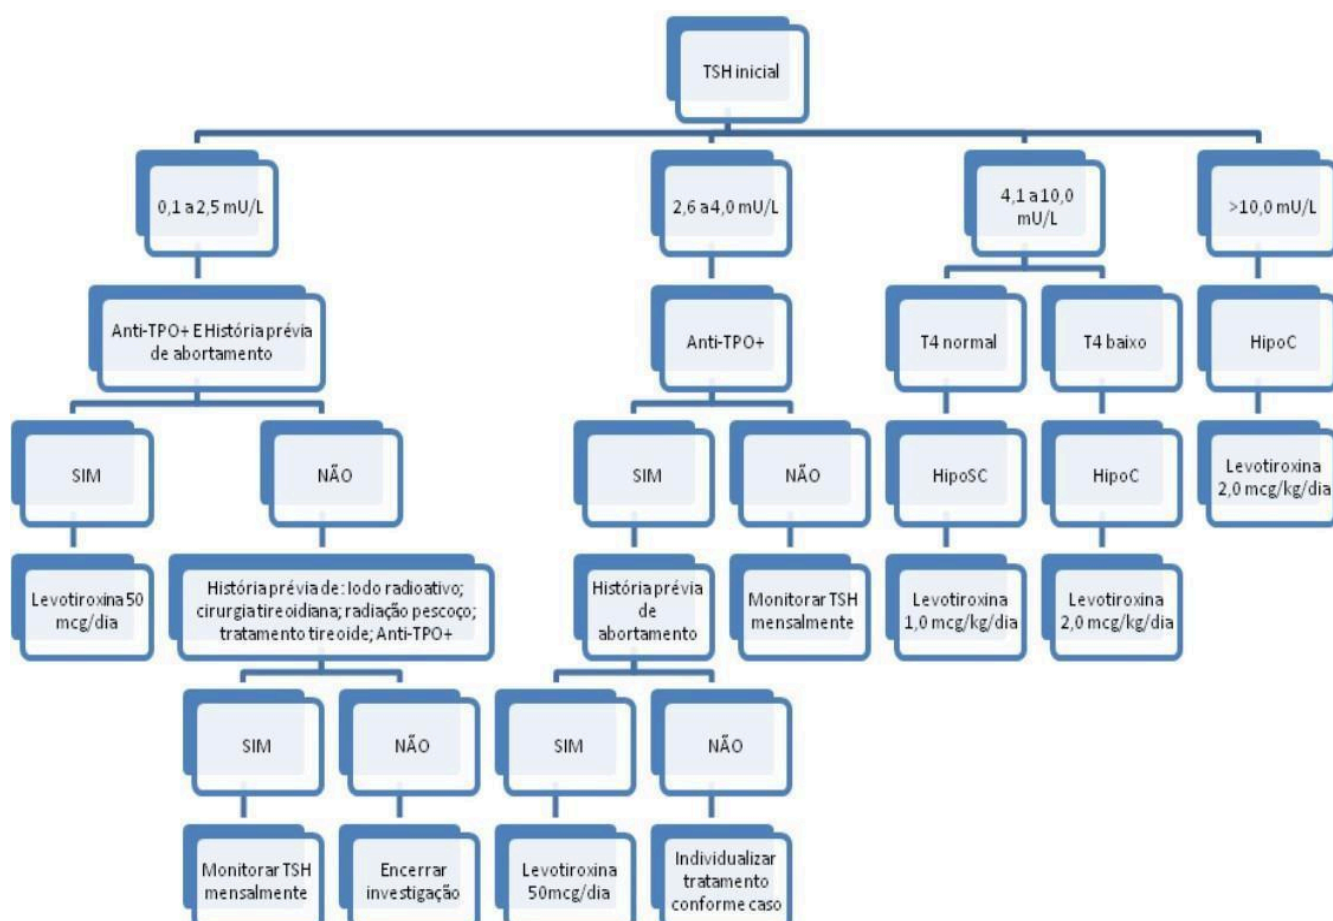 TSH inicial
0,1 a 2,5 mU/L
2,6 a 4,0 mU/L
4,1 a 10,0
mU/L
>10,0 mU/L
Anti-TPO+ E História prévia
de abortamento
Anti-TPO+
T4 normal
T4 baixo
HipoC
SIM
NÃO
SIM
NÃO
HipoSC
HipoC
Levotiroxina
2,0 mcg/kg/dia
Levotiroxina 50
mcg/dia
História prévia de: Iodo radioativo;
cirurgia tireoidiana; radiação pescoço;
tratamento tireoide; Anti-TPO+
História prévia
de
abortamento
Monitorar TSH
mensalmente
Levotiroxina
1,0 mcg/kg/dia
Levotiroxina
2,0 mcg/kg/dia
SIM
NÃO
SIM
NÃO
Monitorar TSH
mensalmente
Encerrar
investigação
Levotiroxina
50mcg/dia
Individualizar
tratamento
conforme caso